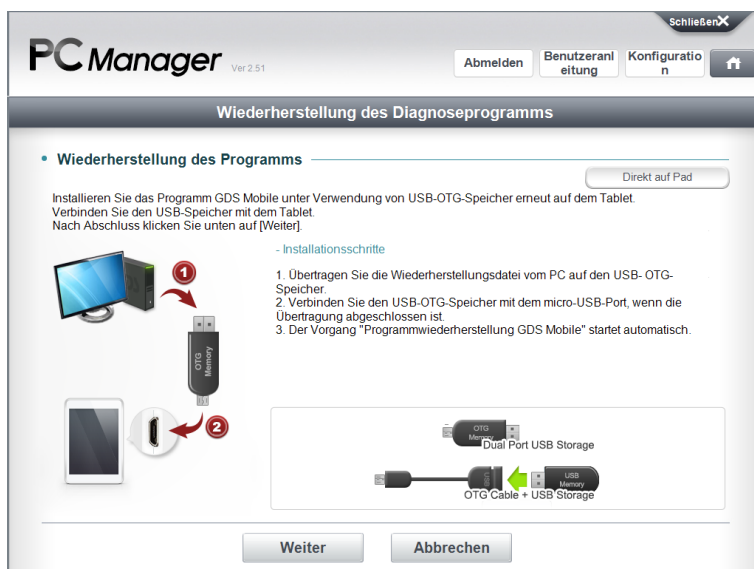 Schließen X
PC Manager Ver 2.51
Abmelden
Benutzeranl
eitung
Konfiguratio
n
Wiederherstellung des Diagnoseprogramms
• Wiederherstellung des Programms
Direkt auf Pad
Installieren Sie das Programm GDS Mobile unter Verwendung von USB-OTG-Speicher erneut auf dem Tablet.
Verbinden Sie den USB-Speicher mit dem Tablet.
Nach Abschluss klicken Sie unten auf [Weiter].
- Installationsschritte
1. Übertragen Sie die Wiederherstellungsdatei vom PC auf den USB- OTG-
Speicher.
2. Verbinden Sie den USB-OTG-Speicher mit dem micro-USB-Port, wenn die
Übertragung abgeschlossen ist.
3. Der Vorgang "Programmwiederherstellung GDS Mobile" startet automatisch.
1
OTG
Memory
2
OTG
Memory
Dual Port USB Storage
USB
USB
Memory
OTG Cable + USB Storage
Weiter
Abbrechen